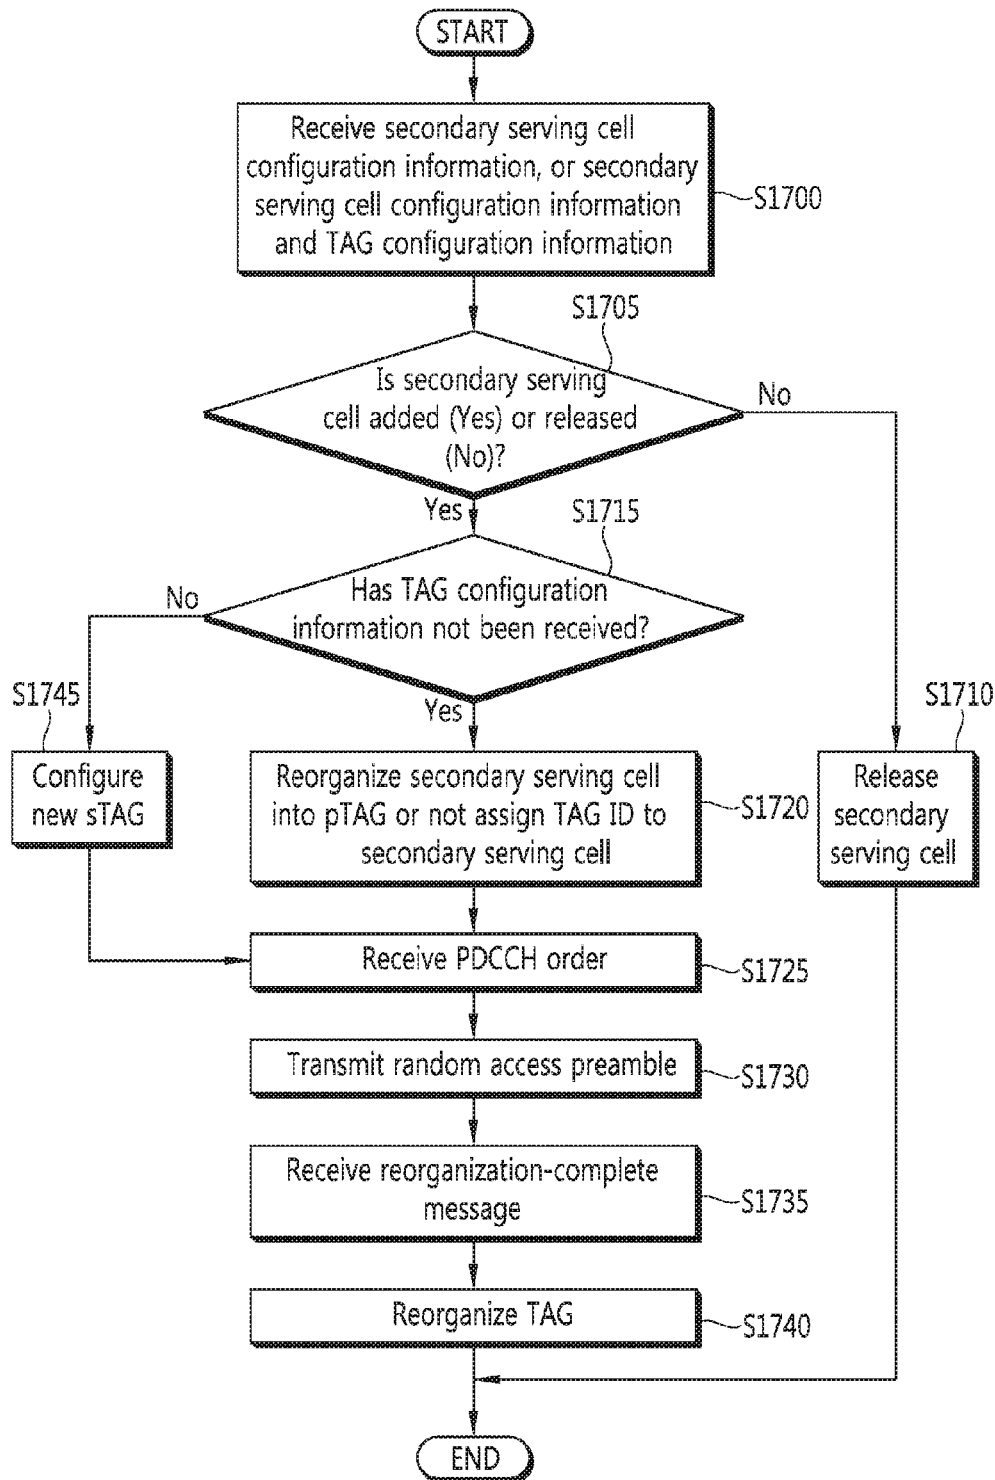 START
Receive secondary serving cell
configuration information, or secondary
serving cell configuration information
and TAG configuration information
S1700
S1705
Is secondary serving
cell added (Yes) or released
(No)?
No
Yes
S1715
Has TAG configuration
information not been received?
No
Yes
S1745
Configure
new sTAG
Reorganize secondary serving cell
into pTAG or not assign TAG ID to
secondary serving cell
S1720
S1710
Release
secondary
serving cell
Receive PDCCH order
S1725
Transmit random access preamble
S1730
Receive reorganization-complete
message
S1735
Reorganize TAG
S1740
END